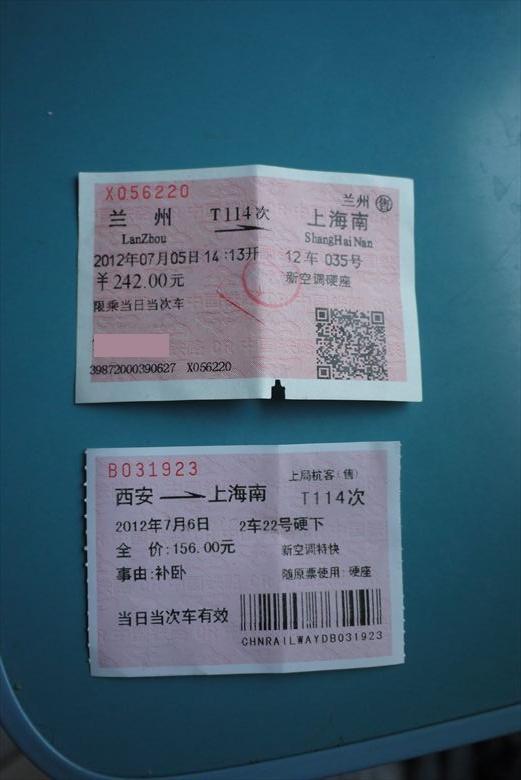 X056220
兰州 售
兰 州 T114次 上海南
LanZhou ShangHaiNan
2012年07月05日 14:13开 12车 035号
¥242.00元 新空调硬座
限乘当日当次车
39872000390627 X056220
B031923
上局杭客(售)
西安 上海南 T114次
2012年7月6日 2车22号硬下
全 价:156.00元 新空调特快
事由:补卧 随原票使用:硬座
当日当次车有效
CHNRAILWAYDB031923